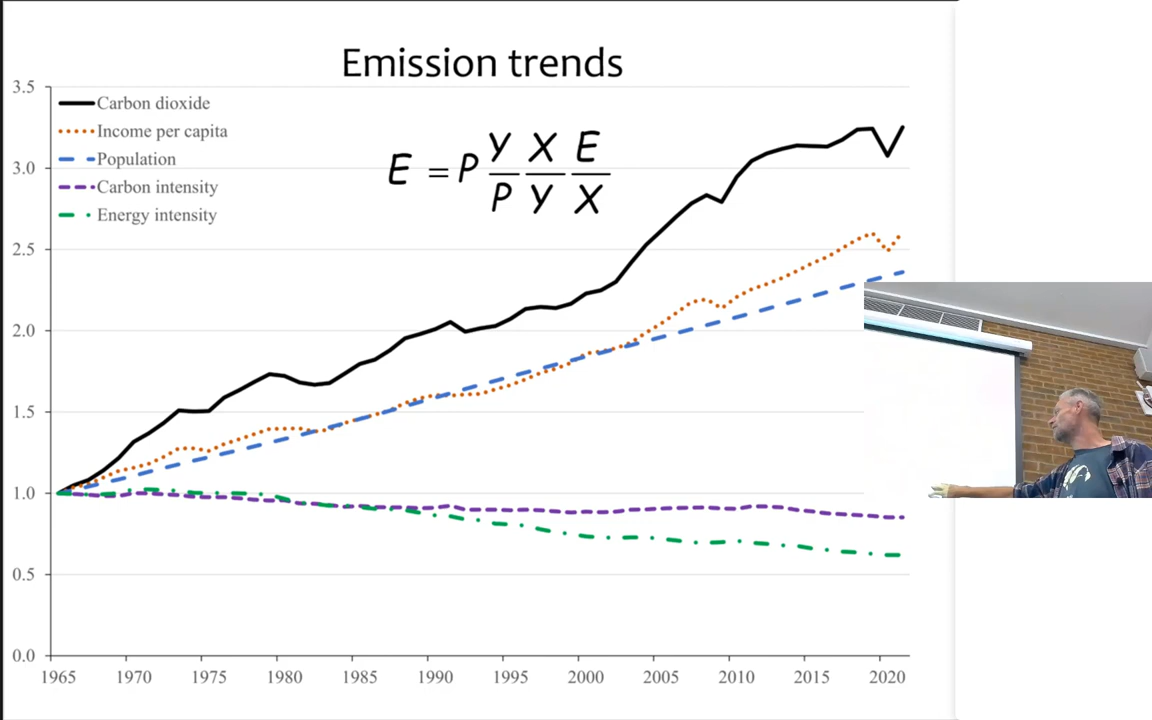 Emission trends
3.5
3.0
2.5
2.0
1.5
1.0
0.5
0.0
Carbon dioxide
Income per capita
Population
Carbon intensity
Energy intensity
E = P Y/P X/Y E/X
1965 1970 1975 1980 1985 1990 1995 2000 2005 2010 2015 2020